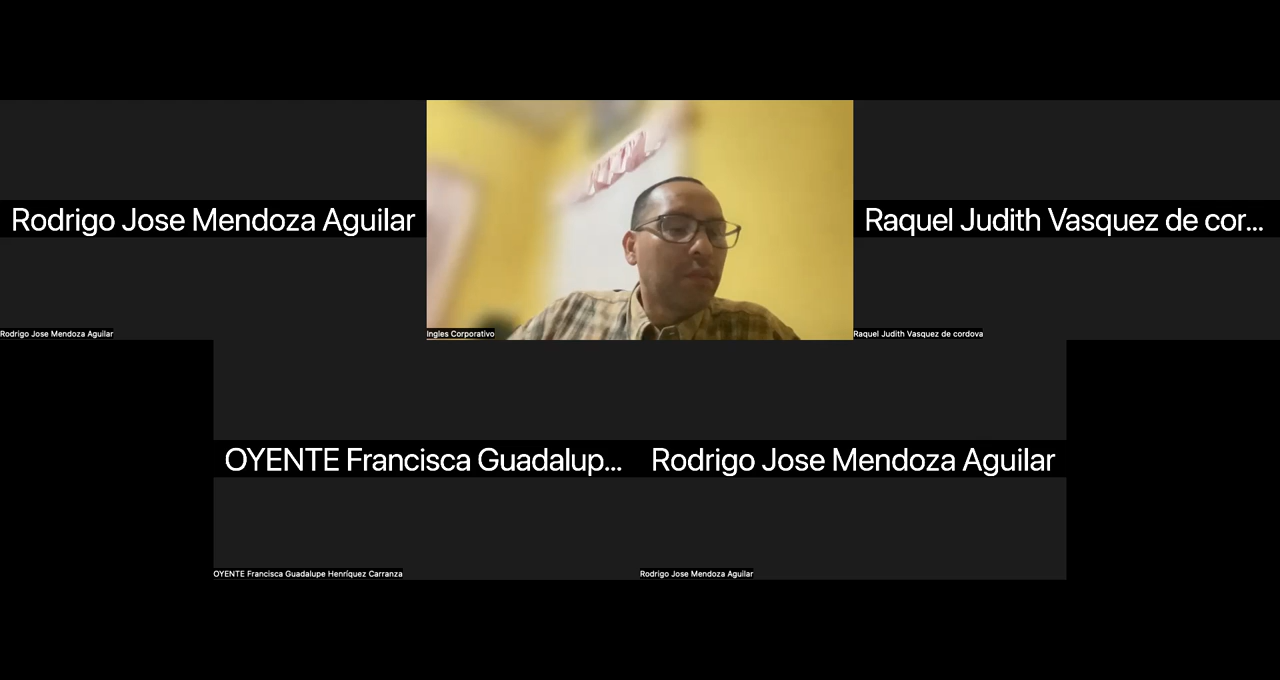 Rodrigo Jose Mendoza Aguilar
Raquel Judith Vasquez de cor...
Rodrigo Jose Mendoza Aguilar
Ingles Corporativo
Raquel Judith Vasquez de cordova
OYENTE Francisca Guadalup...
Rodrigo Jose Mendoza Aguilar
OYENTE Francisca Guadalupe Henríquez Carranza
Rodrigo Jose Mendoza Aguilar